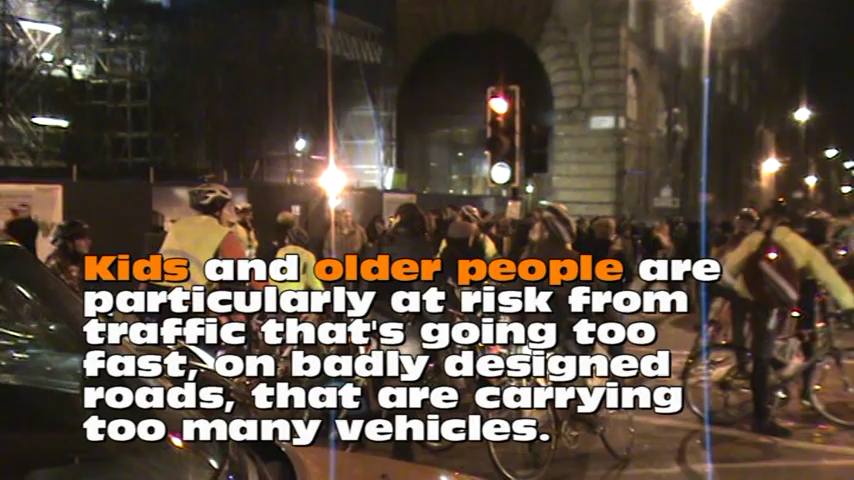 Kids and older people are
particularly at risk from
traffic that's going too
fast, on badly designed
roads, that are carrying
too many vehicles.